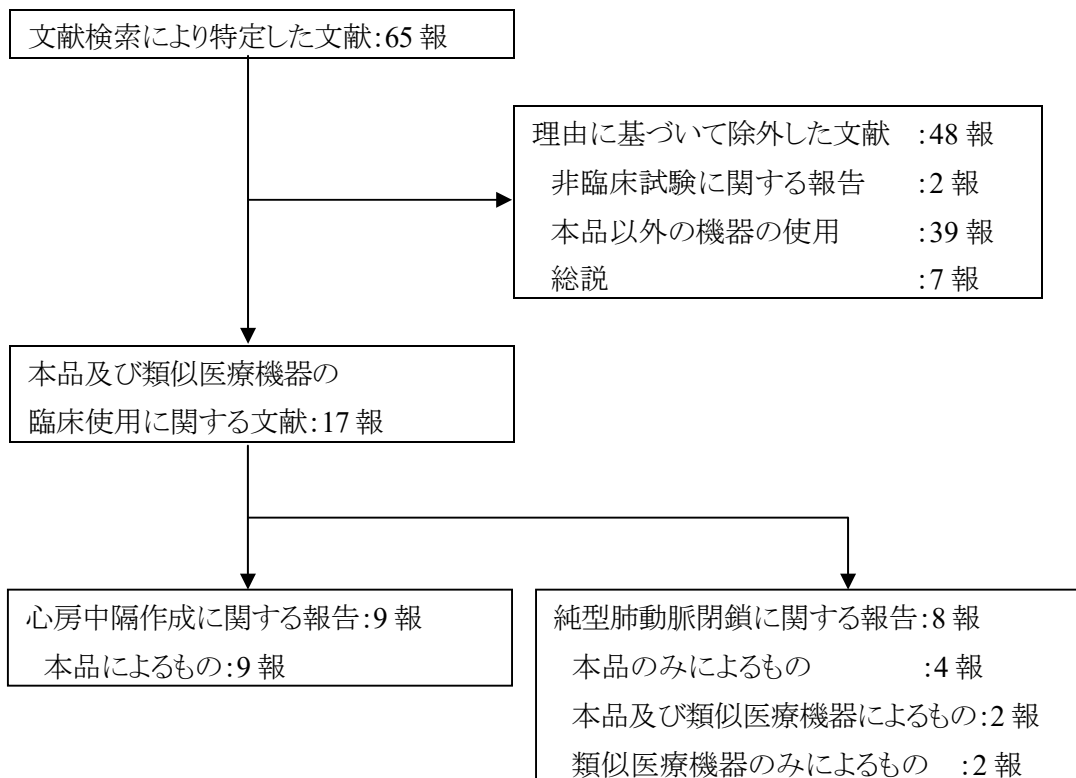 文献検索により特定した文献:65 報
理由に基づいて除外した文献 :48 報
非臨床試験に関する報告 :2 報
本品以外の機器の使用 :39 報
総説 :7 報
本品及び類似医療機器の
臨床使用に関する文献:17 報
心房中隔作成に関する報告:9 報
本品によるもの:9 報
純型肺動脈閉鎖に関する報告:8 報
本品のみによるもの :4 報
本品及び類似医療機器によるもの:2 報
類似医療機器のみによるもの :2 報